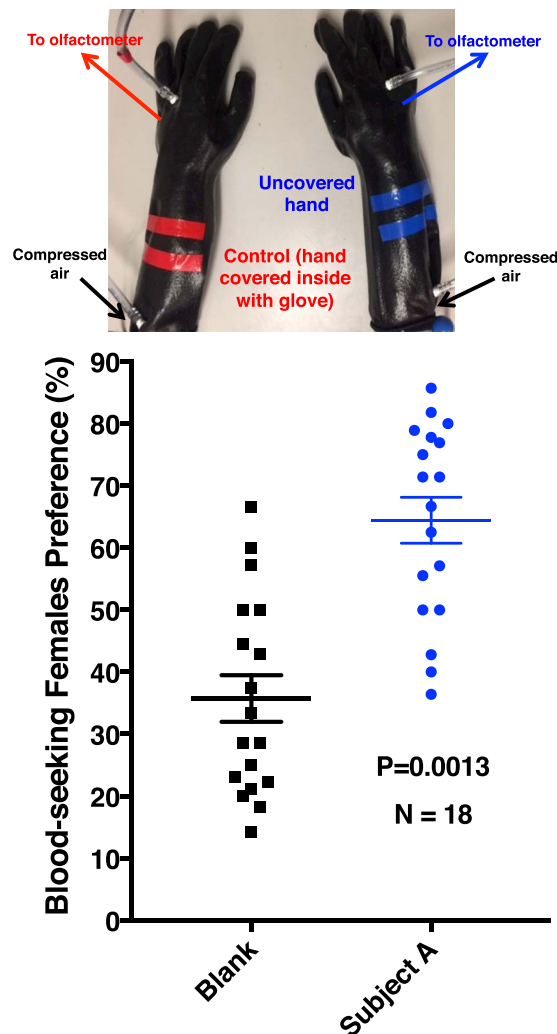 To olfactometer
To olfactometer
Uncovered
hand
Compressed
air
Control (hand
covered inside
with glove)
Compressed
air
Blood-seeking Females Preference (%)
90
80
70
60
50
40
30
20
10
0
P=0.0013
N = 18
Blank
Subject A